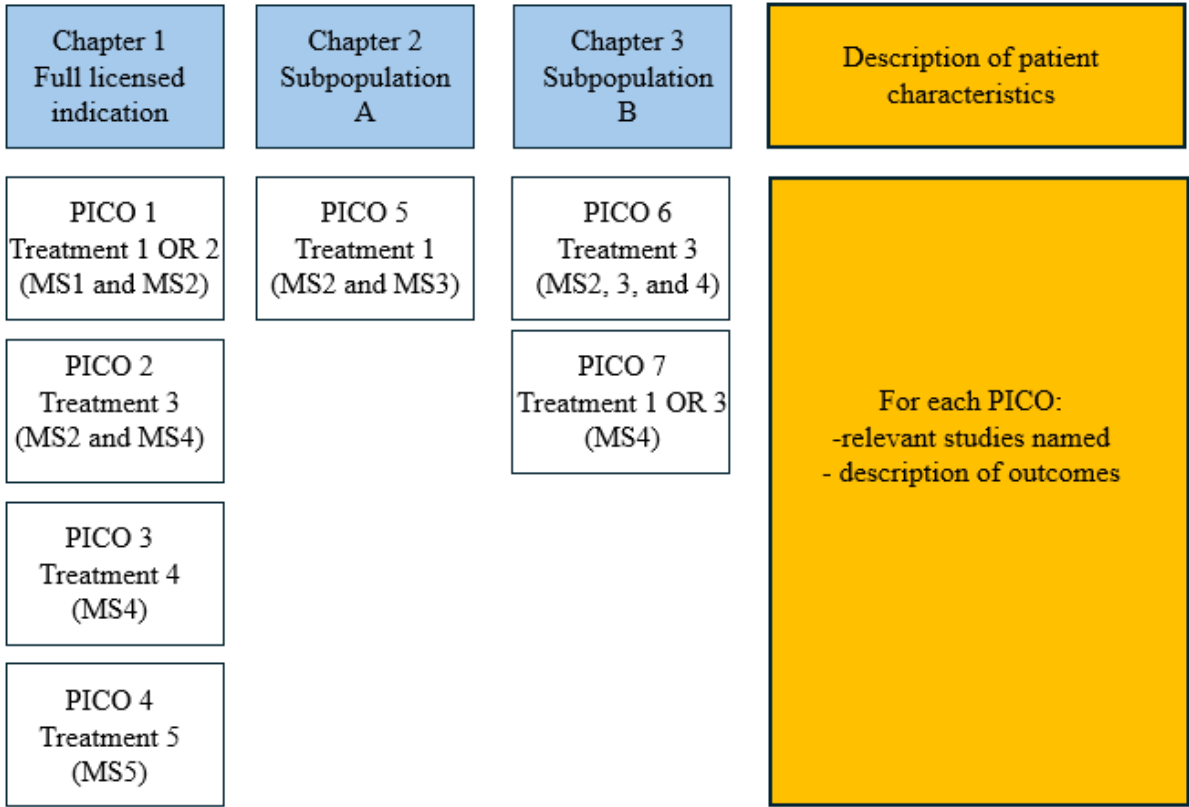 Chapter 1
Full licensed
indication
Chapter 2
Subpopulation
A
Chapter 3
Subpopulation
B
Description of patient
characteristics
PICO 1
Treatment 1 OR 2
(MS1 and MS2)
PICO 2
Treatment 3
(MS2 and MS4)
PICO 3
Treatment 4
(MS4)
PICO 4
Treatment 5
(MS5)
PICO 5
Treatment 1
(MS2 and MS3)
PICO 6
Treatment 3
(MS2, 3, and 4)
PICO 7
Treatment 1 OR 3
(MS4)
For each PICO:
-relevant studies named
- description of outcomes